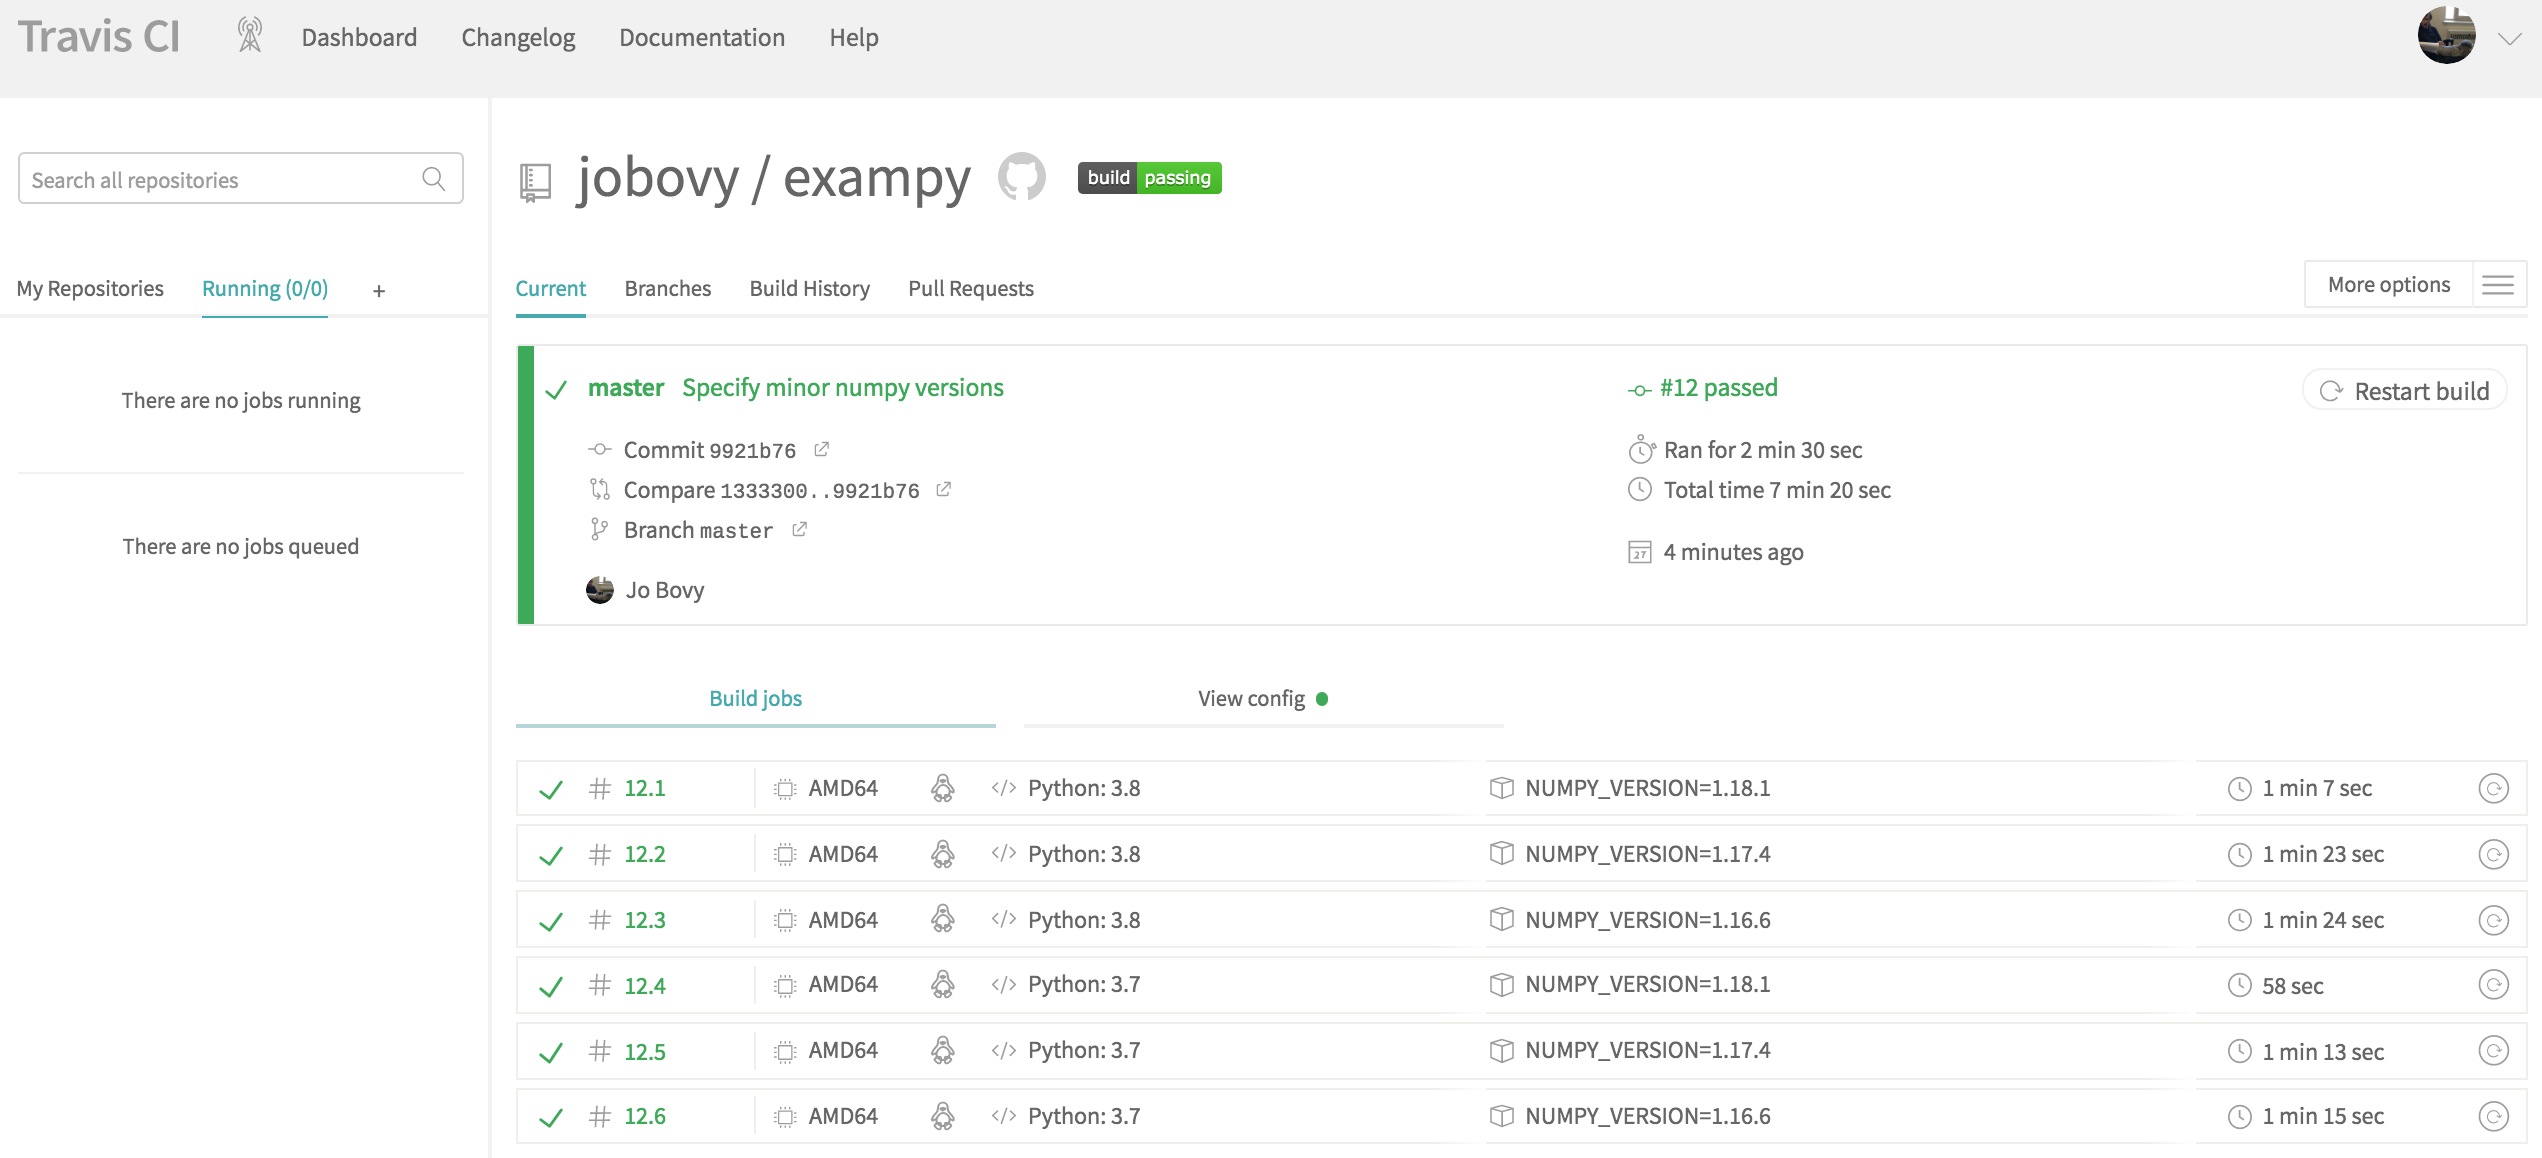 Travis CI Dashboard Changelog Documentation Help
Search all repositories
jobovy / exampy build passing
My Repositories Running (0/0) +
Current Branches Build History Pull Requests More options
There are no jobs running
There are no jobs queued
master Specify minor numpy versions #12 passed Restart build
Commit 9921b76 Ran for 2 min 30 sec
Compare 1333300..9921b76 Total time 7 min 20 sec
Branch master
27 4 minutes ago
Jo Bovy
Build jobs View config
# 12.1 AMD64 </> Python: 3.8 NUMPY_VERSION=1.18.1 1 min 7 sec
# 12.2 AMD64 </> Python: 3.8 NUMPY_VERSION=1.17.4 1 min 23 sec
# 12.3 AMD64 </> Python: 3.8 NUMPY_VERSION=1.16.6 1 min 24 sec
# 12.4 AMD64 </> Python: 3.7 NUMPY_VERSION=1.18.1 58 sec
# 12.5 AMD64 </> Python: 3.7 NUMPY_VERSION=1.17.4 1 min 13 sec
# 12.6 AMD64 </> Python: 3.7 NUMPY_VERSION=1.16.6 1 min 15 sec